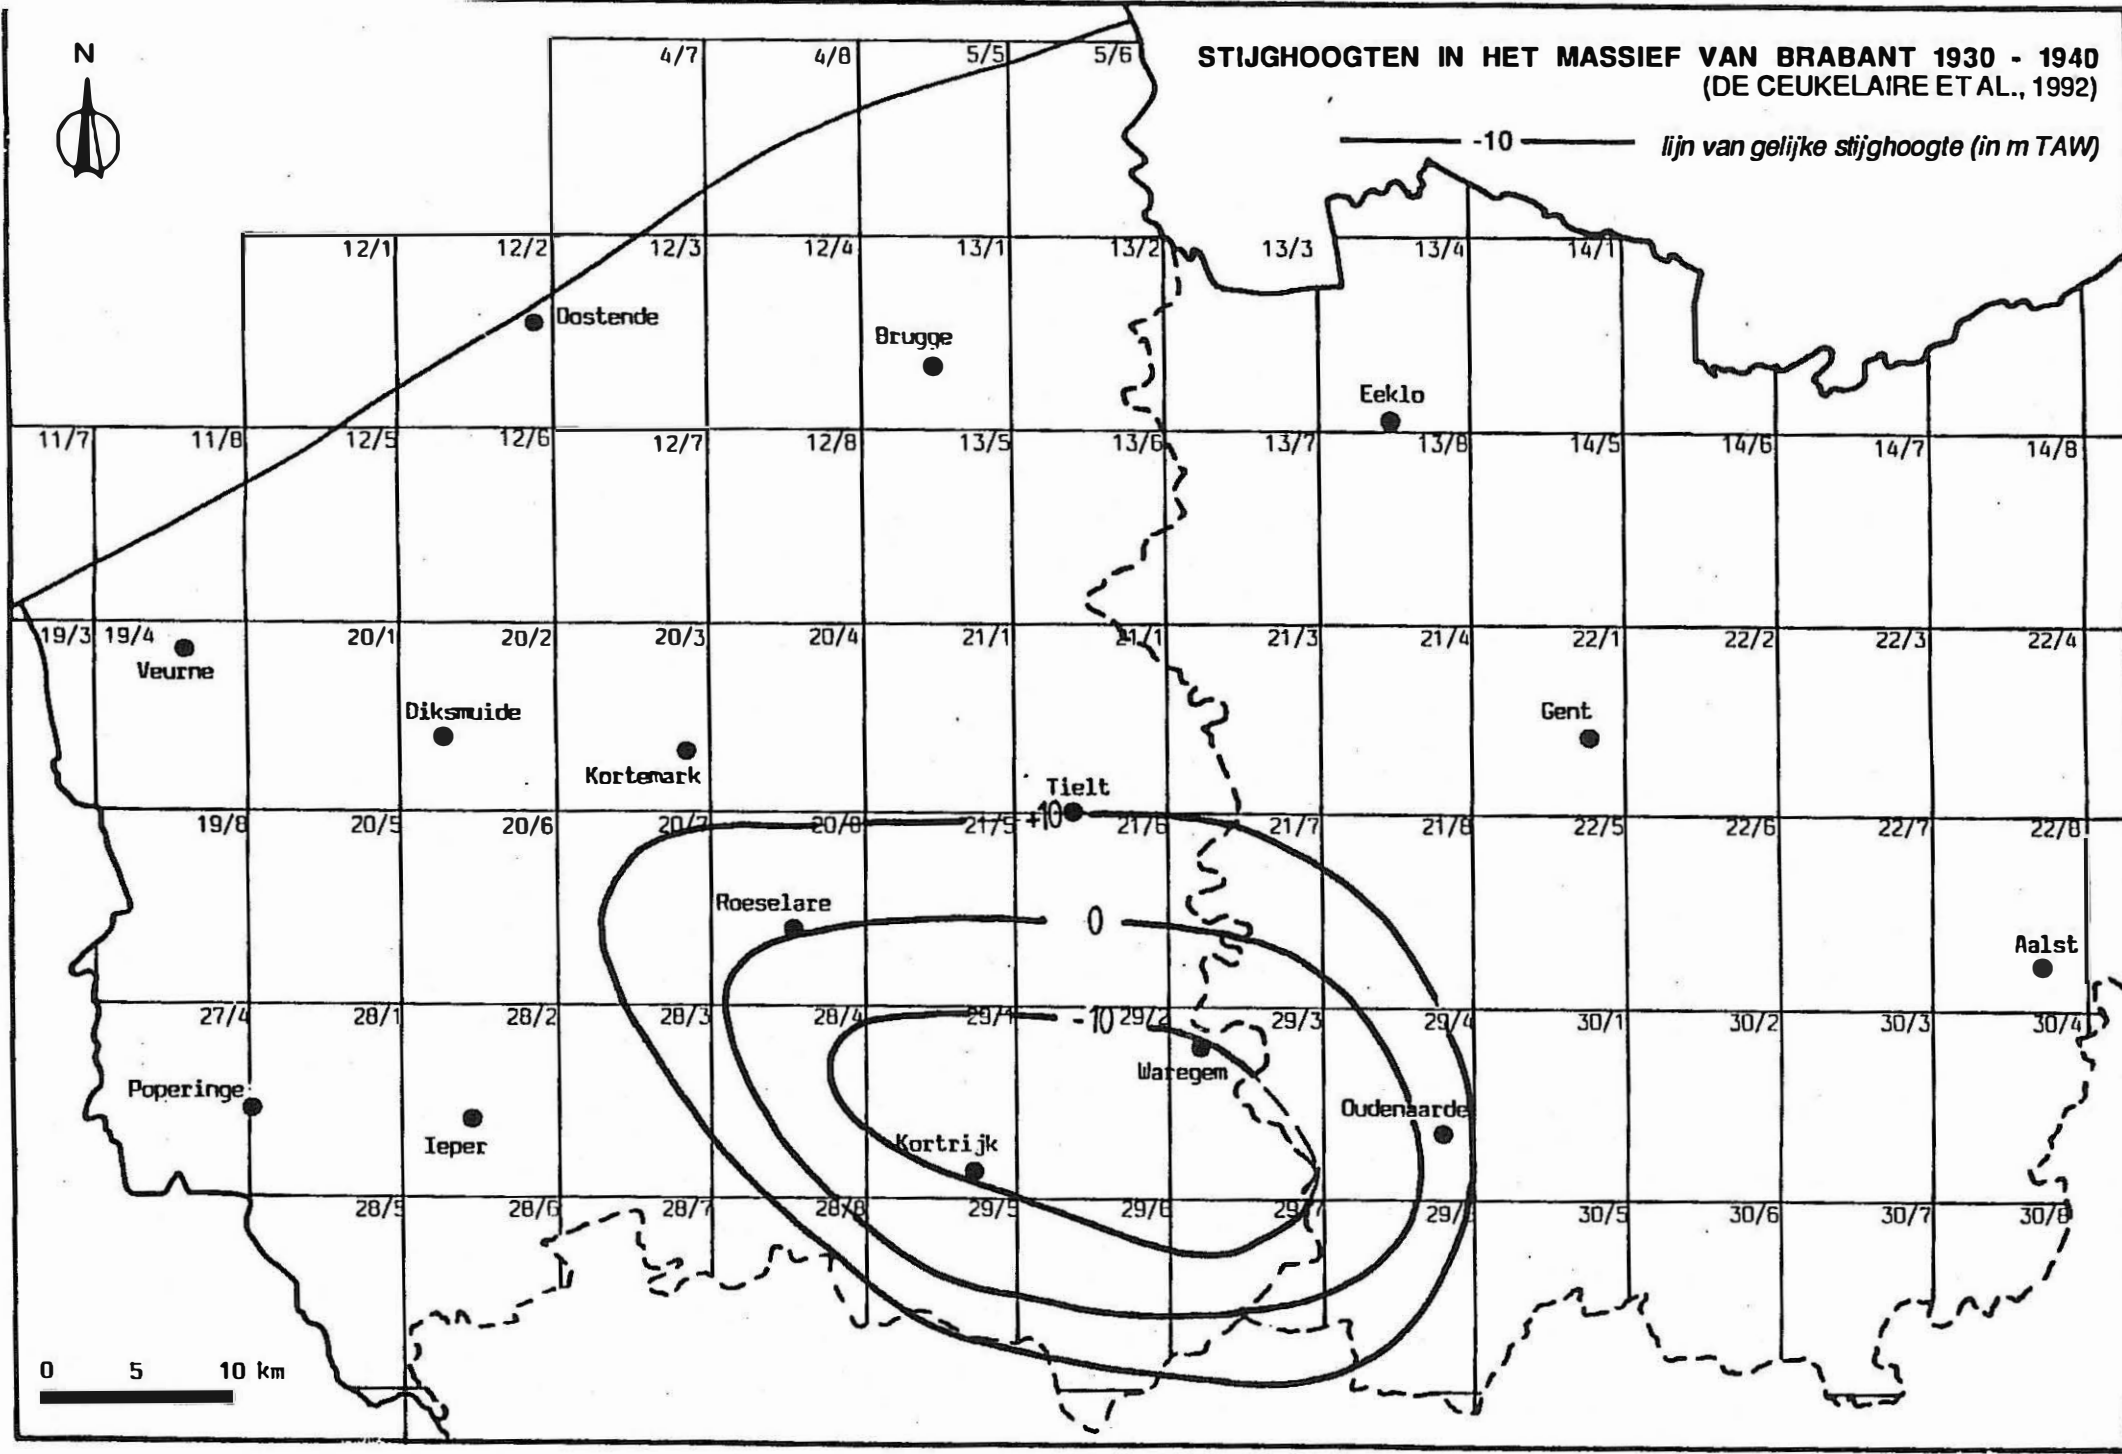 N
STIJGHOOGTEN IN HET MASSIEF VAN BRABANT 1930 - 1940
(DE CEUKELAIRE ET AL., 1992)
-10
lijn van gelijke stijghoogte (in m TAW)
4/7 4/8 5/5 5/6
12/1 12/2 12/3 12/4 13/1 13/2 13/3 13/4 14/1
Oostende
Brugge
Eeklo
11/7 11/8 12/5 12/6 12/7 12/8 13/5 13/6 13/7 13/8 14/5 14/6 14/7 14/8
19/3 19/4 20/1 20/2 20/3 20/4 21/1 21/1 21/3 21/4 22/1 22/2 22/3 22/4
Veurne
Diksmuide
Gent
Kortemark
Tielt
19/8 20/5 20/6 20/7 20/8 21/5 +10 21/6 21/7 21/8 22/5 22/6 22/7 22/8
Roeselare
0
Aalst
27/4 28/1 28/2 28/3 28/4 29/1 -10 29/2 29/3 29/4 30/1 30/2 30/3 30/4
Waregem
Poperinge
Oudenaarde
Ieper
Kortrijk
28/5 28/6 28/7 28/8 29/5 29/6 29/7 30/5 30/6 30/7 30/8
0 5 10 km